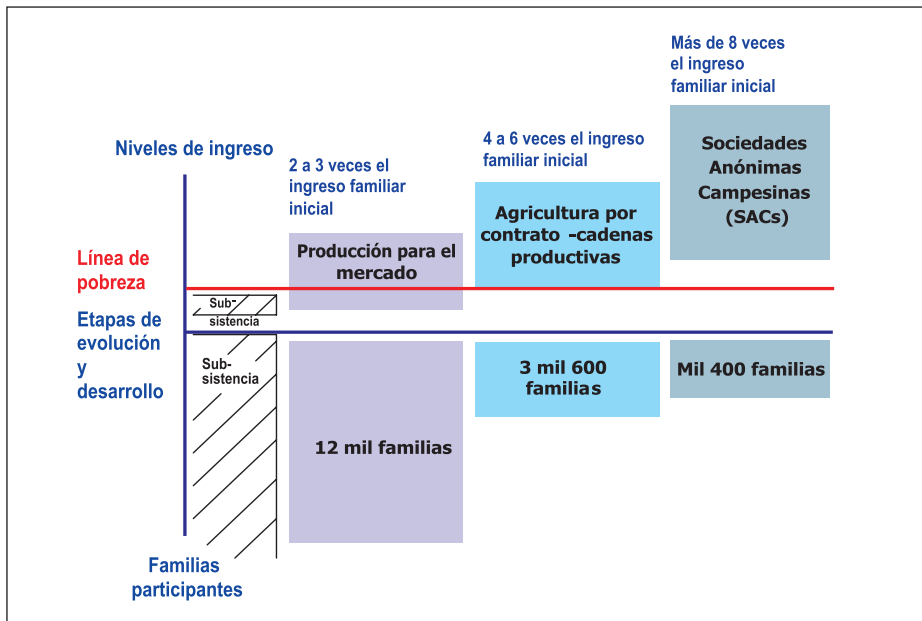 Más de 8 veces
el ingreso
familiar inicial
Niveles de ingreso
2 a 3 veces el
ingreso familiar
inicial
4 a 6 veces el ingreso
familiar inicial
Sociedades
Anónimas
Campesinas
(SACs)
Agricultura por
contrato -cadenas
productivas
Producción para el
mercado
Línea de
pobreza
Sub-
sistencia
Etapas de
evolución
y
desarrollo
Sub-
sistencia
12 mil familias
3 mil 600
familias
Mil 400 familias
Familias
participantes